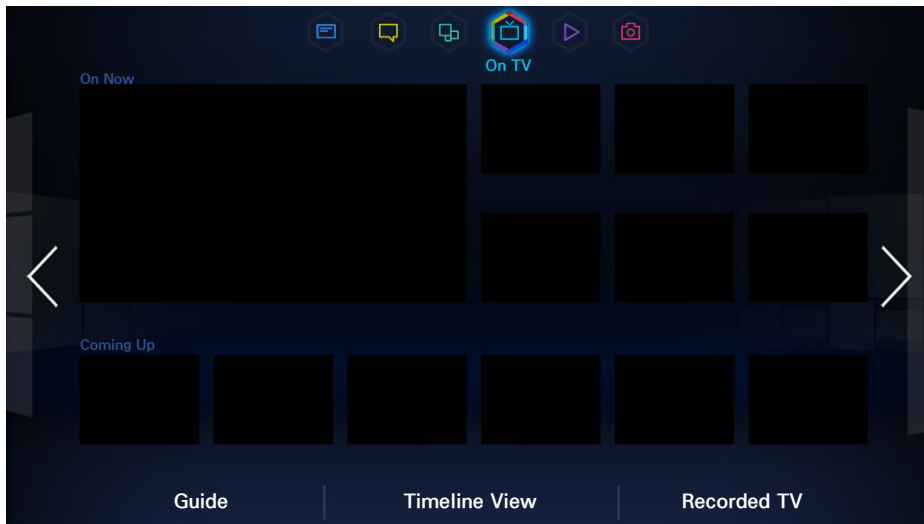 On TV
On Now
Coming Up
Guide
Timeline View
Recorded TV